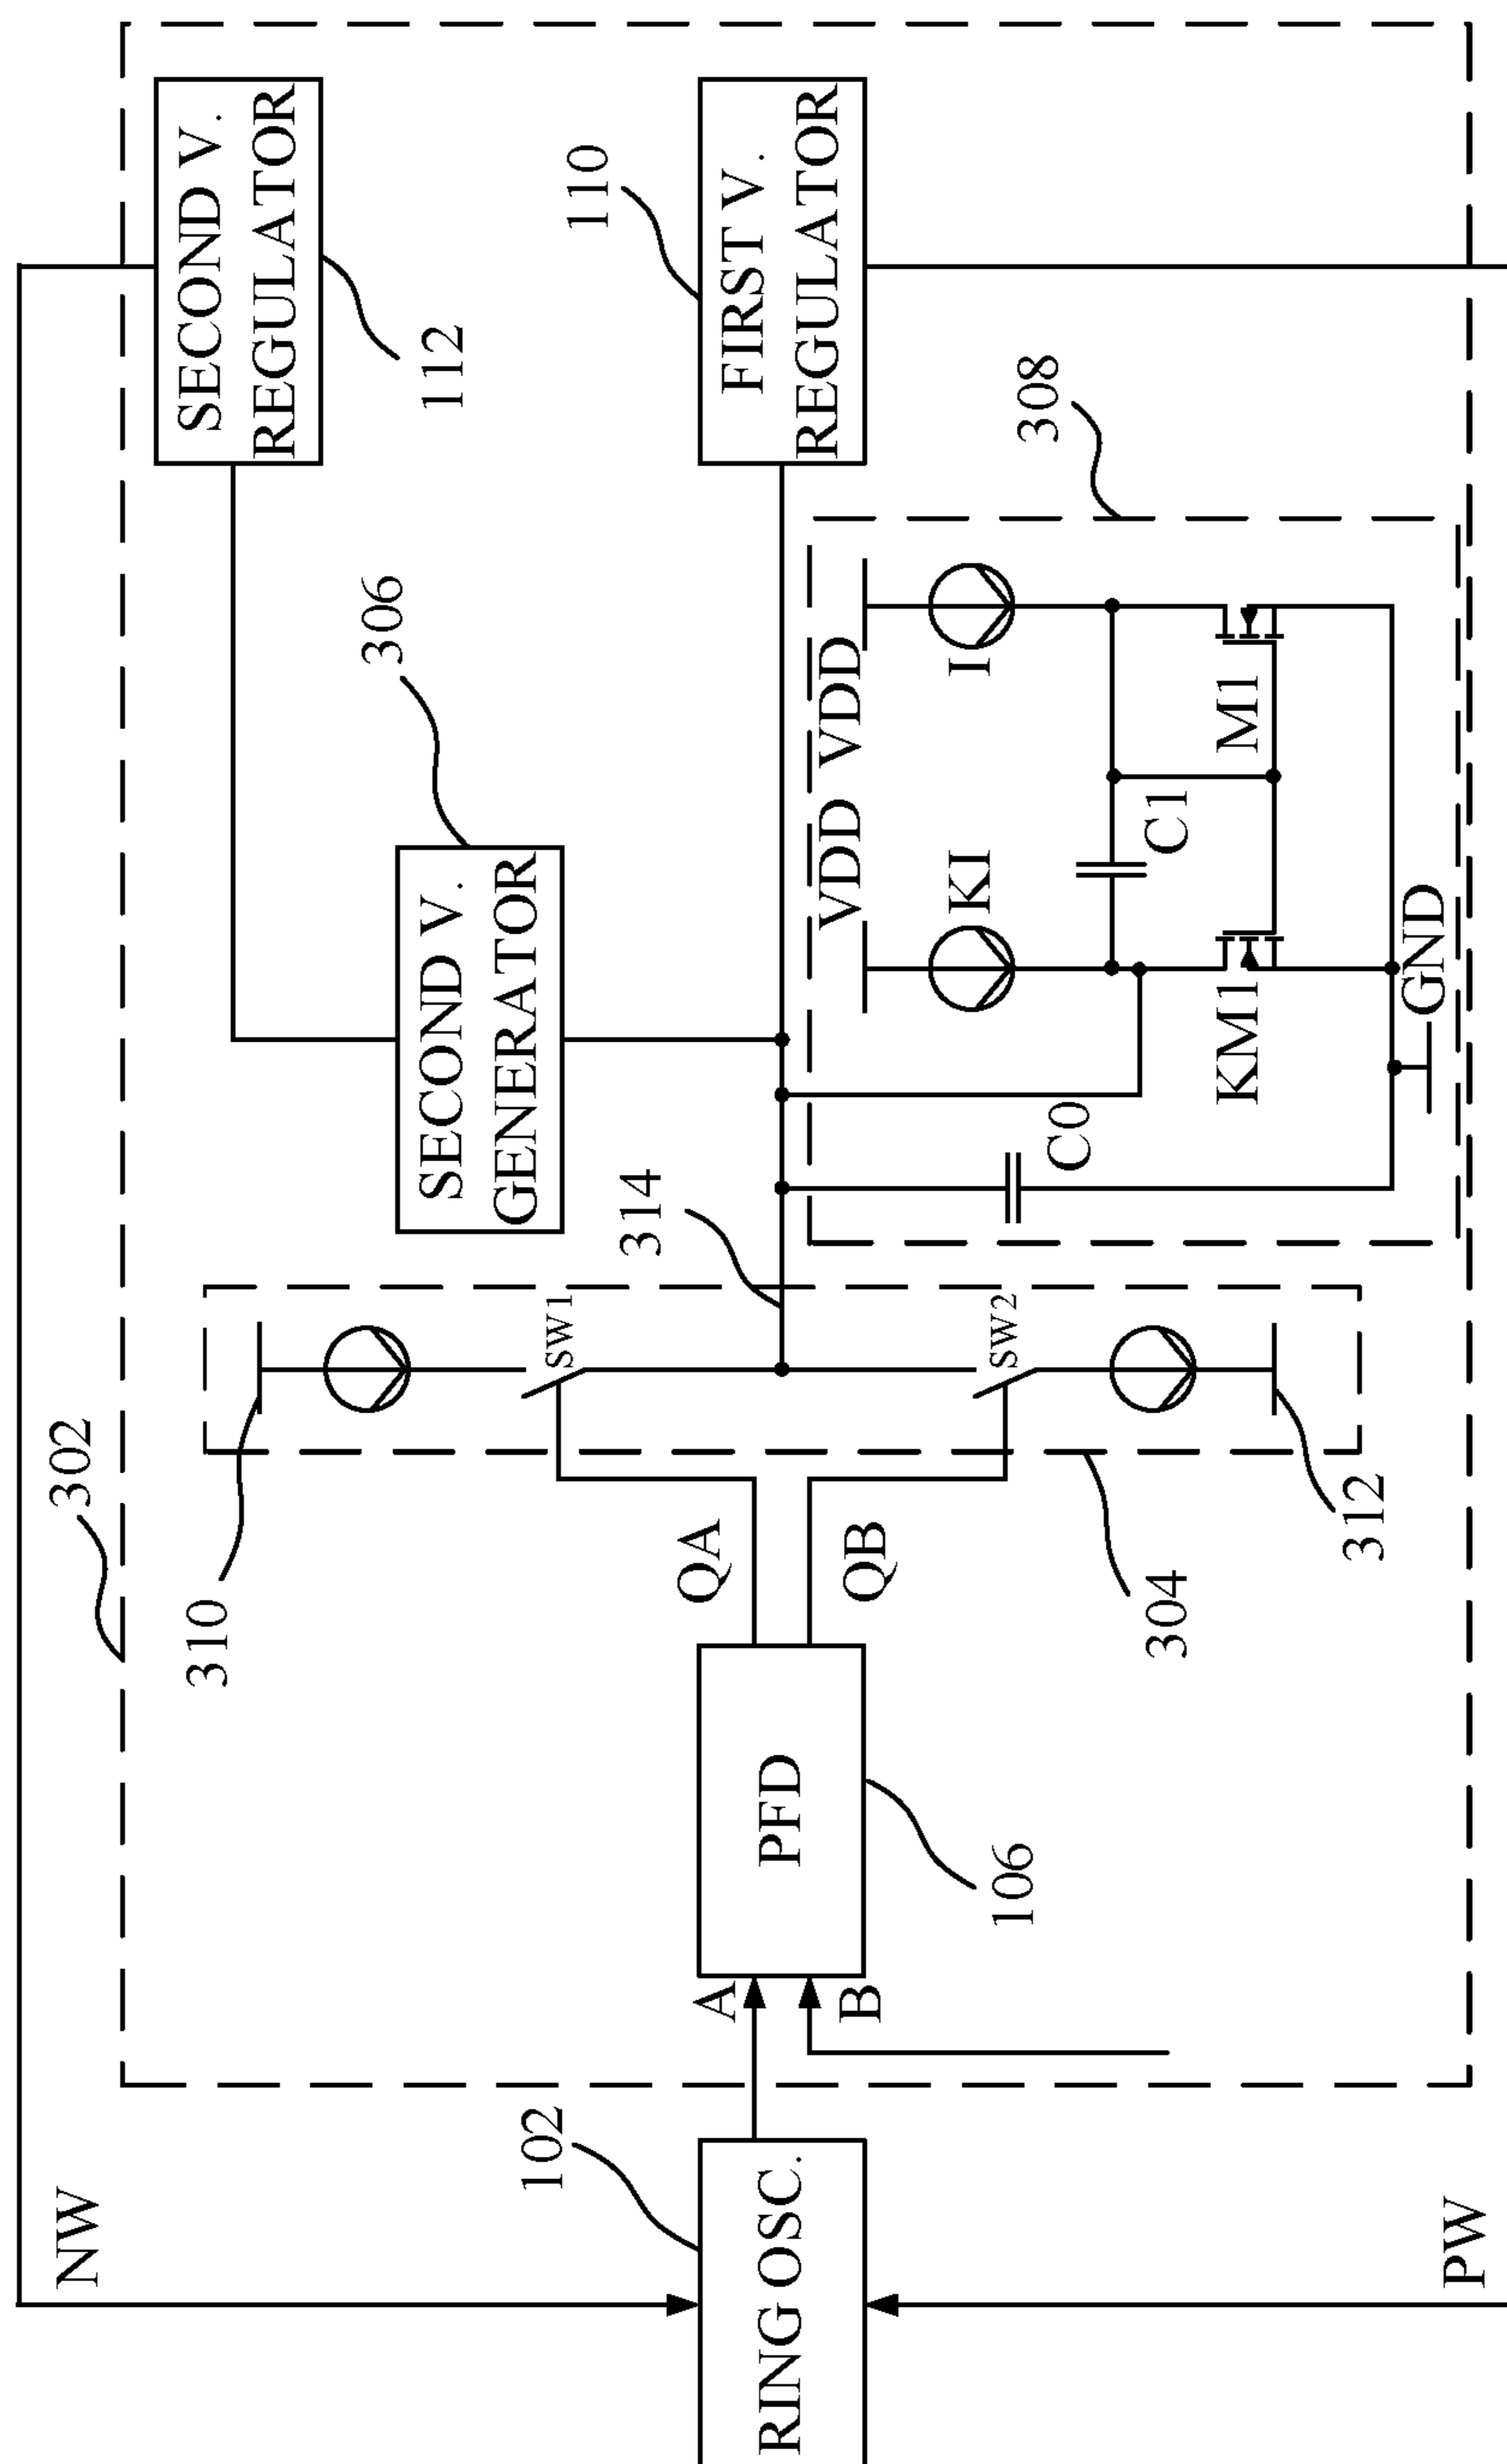 302
NW
SECOND V.
REGULATOR
112
310
306
SECOND V.
GENERATOR
SW1
314
102
RING OSC.
A
B
PFD
106
QA
QB
110
FIRST V.
REGULATOR
308
VDD
VDD
KI
I
C0
C1
KM1
M1
GND
SW2
304
312
PW